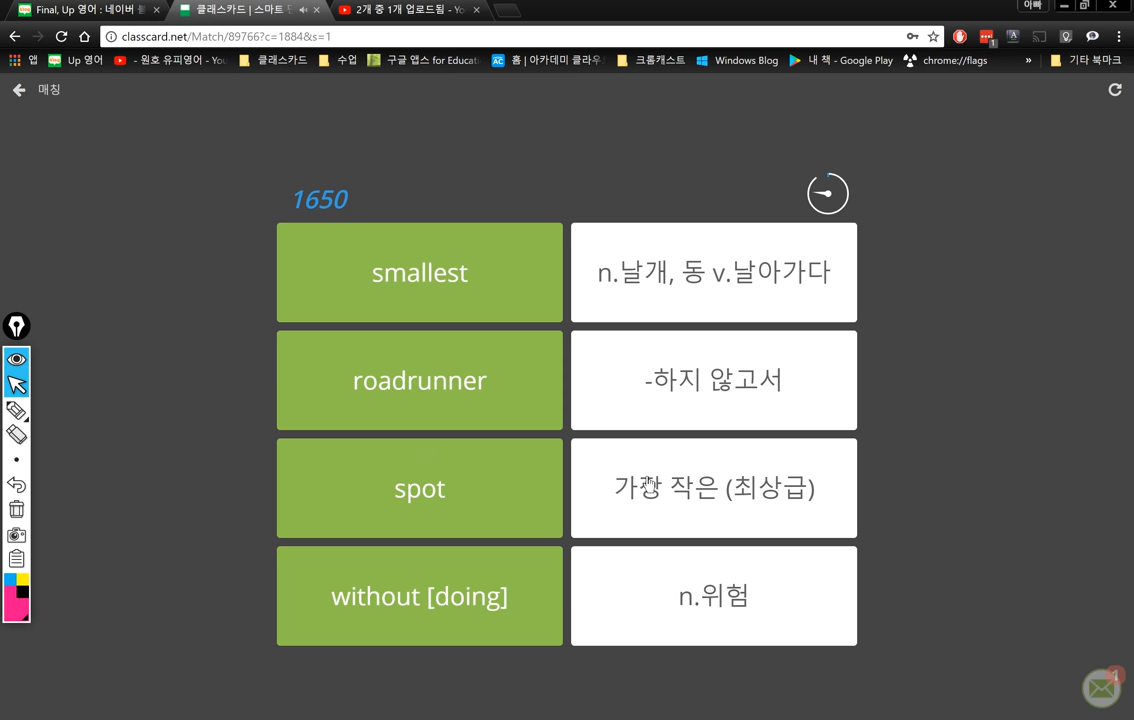 Final, Up 영어 : 네이버
클래스카드 | 스마트
2개 중 1개 업로드됨 - Yo
아빠
classcard.net/Match/89766?c=1884&s=1
앱
Up 영어
- 원호 유피영어 - You
클래스카드
수업
구글 앱스 for Educati
홈 | 아카데미 클라우
크롬캐스트
Windows Blog
내 책 - Google Play
chrome://flags
»
기타 북마크
매칭
1650
smallest
n.날개, 동 v.날아가다
roadrunner
-하지 않고서
spot
가장 작은 (최상급)
without [doing]
n.위험
1